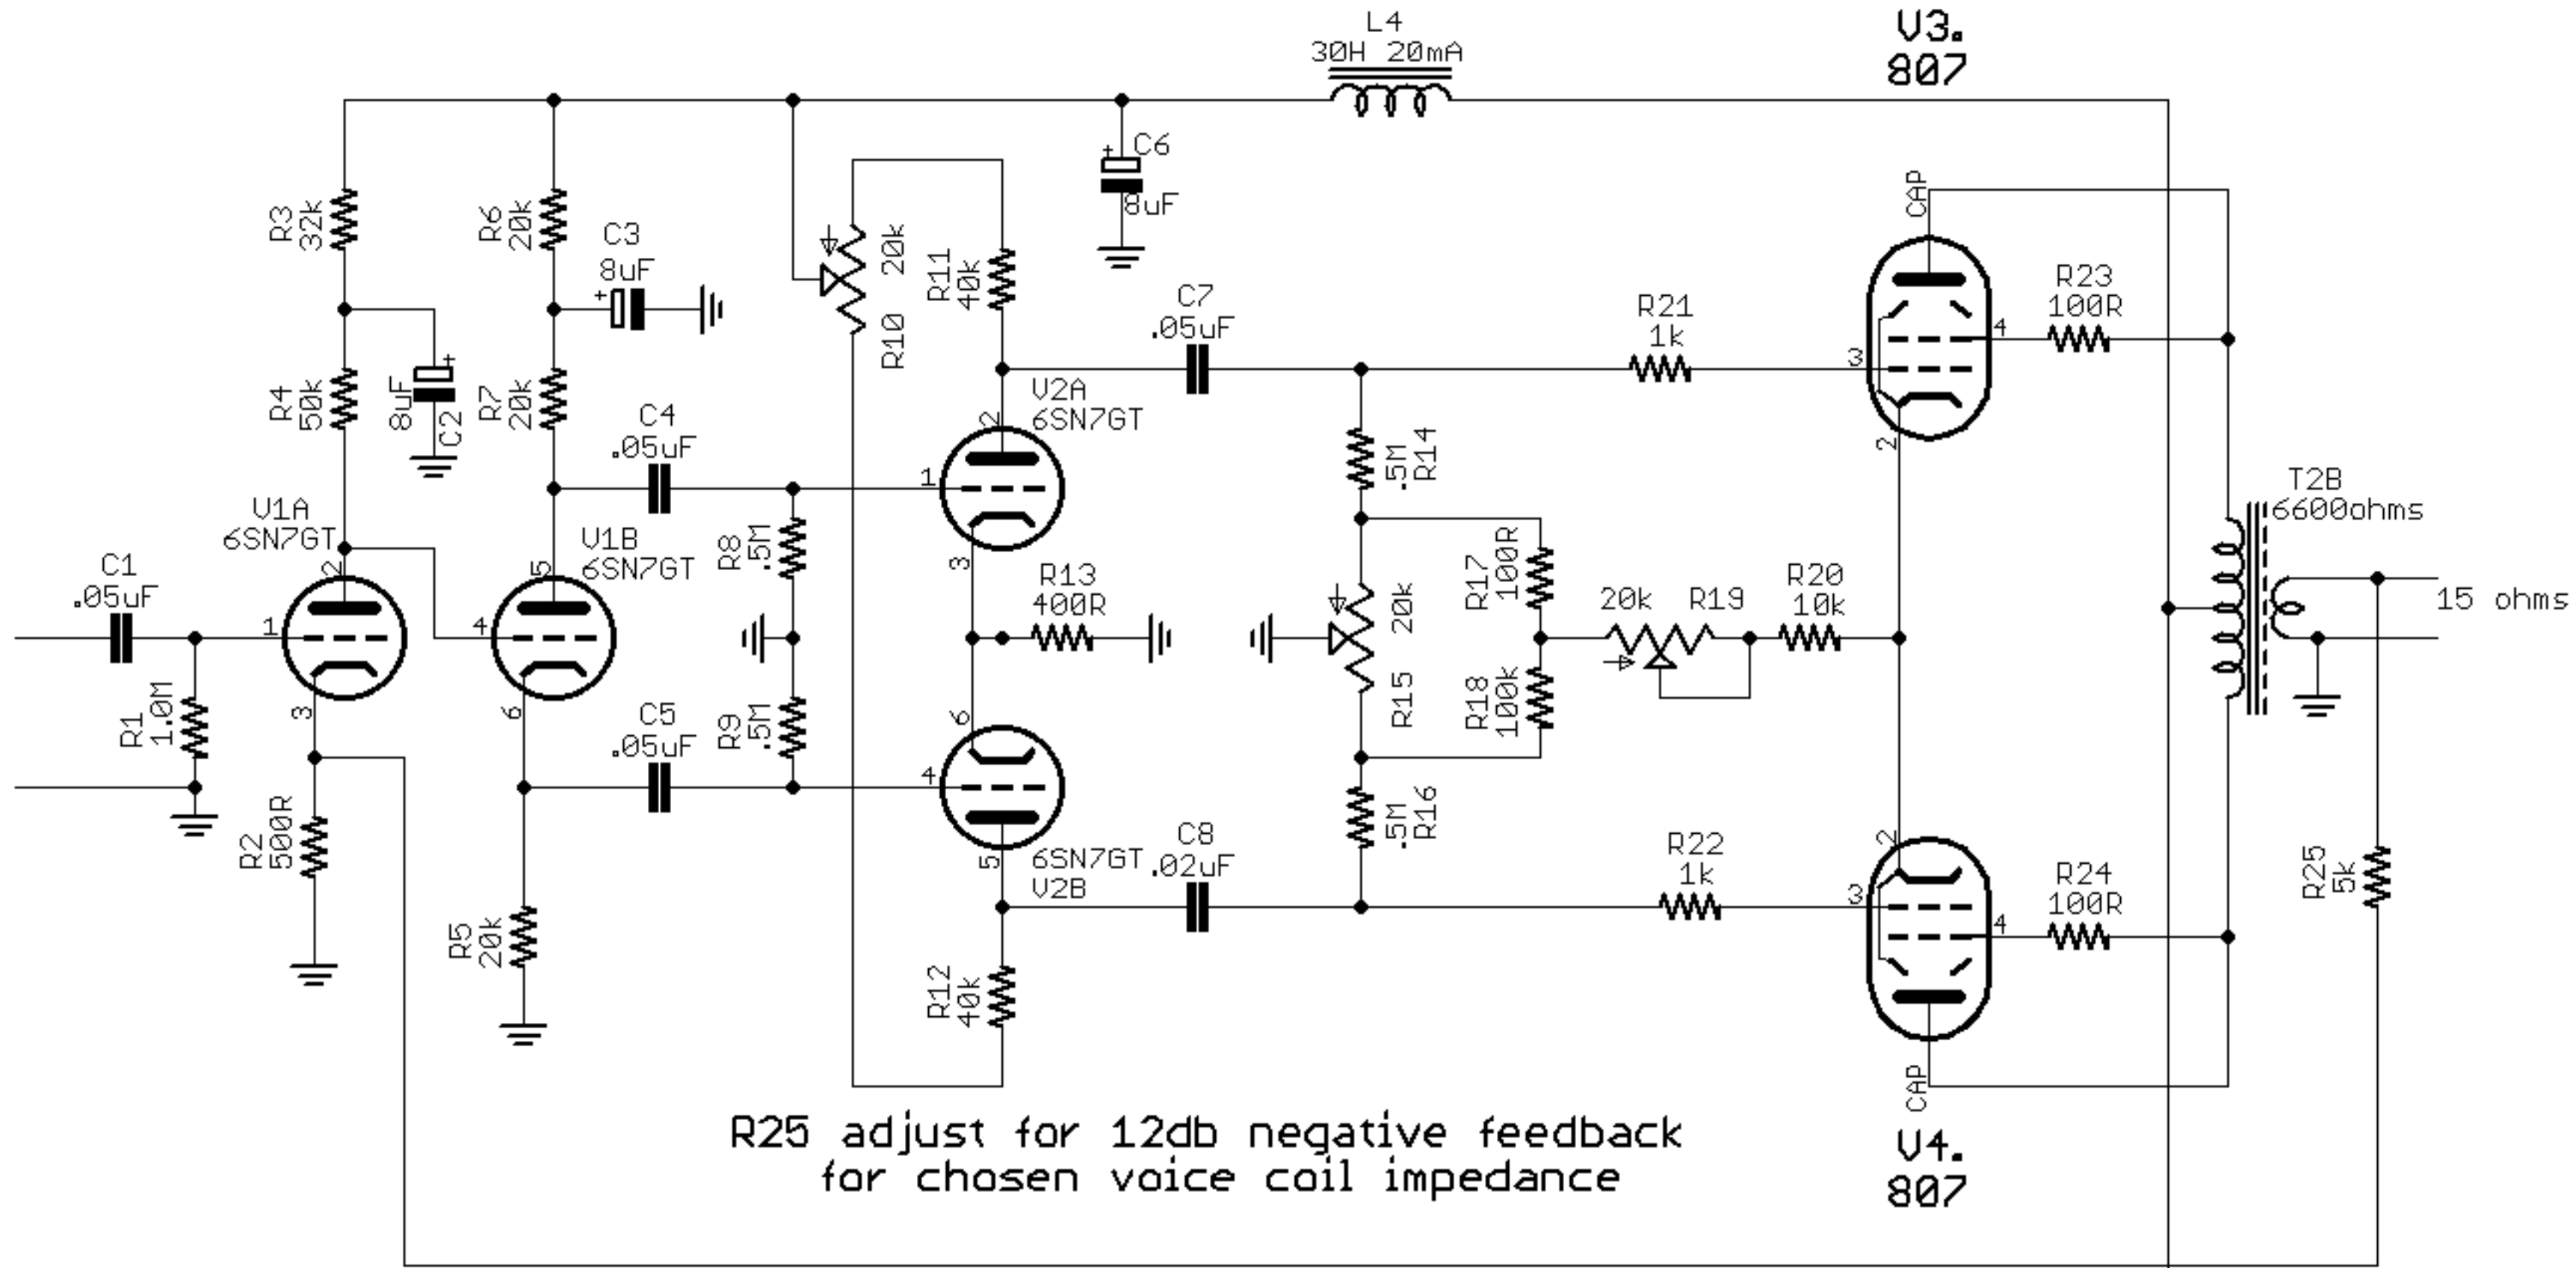 L4
30H 20mA
V3.
807
C6
+
8uF
CAP
R3
32k
R6
20k
C3
8uF
+
20k
R10
R11
40k
C7
.05uF
R21
1k
R23
100R
4
3
2
R4
50k
+
8uF
C2
R7
20k
C4
.05uF
V2A
6SN7GT
2
1
3
.5M
R14
T2B
6600ohms
V1A
6SN7GT
2
1
3
V1B
6SN7GT
5
4
6
R8
.5M
R13
400R
20k
R15
R17
100R
R18
100k
20k
R19
R20
10k
15 ohms
C1
.05uF
R1
1.0M
C5
.05uF
R9
.5M
6
4
5
6SN7GT
V2B
C8
.02uF
.5M
R16
R22
1k
2
3
4
R24
100R
R25
5k
R2
500R
R5
20k
R12
40k
CAP
R25 adjust for 12db negative feedback
for chosen voice coil impedance
V4.
807